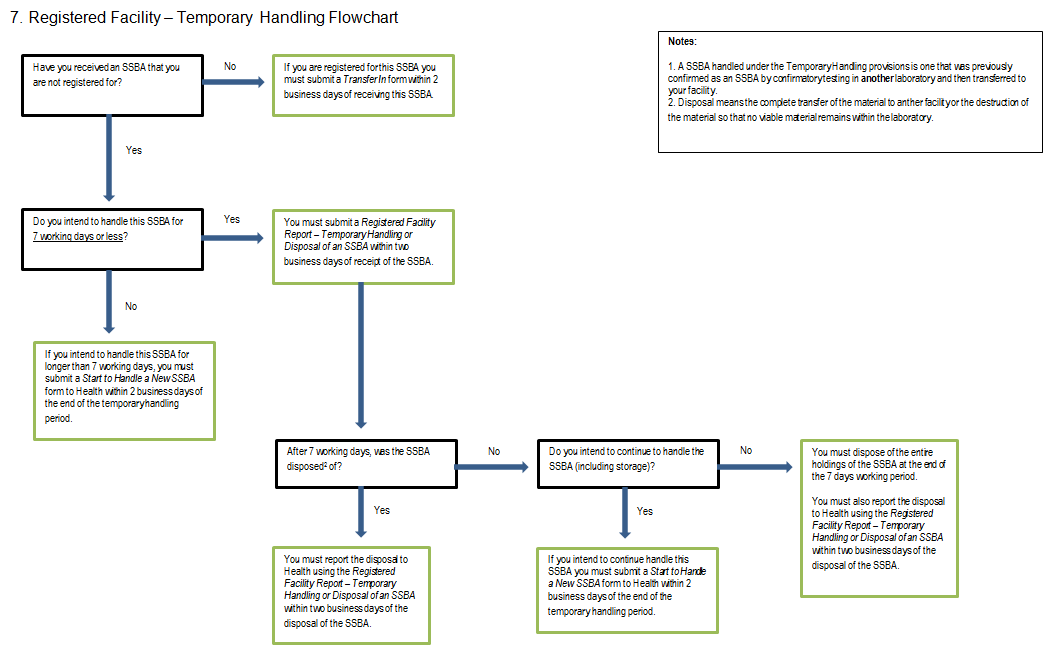 7. Registered Facility – Temporary Handling Flowchart
Have you received an SSBA that you
are not registered for?
No
If you are registered for this SSBA you
must submit a Transfer In form within 2
business days of receiving this SSBA.
Notes:
1. A SSBA handled under the Temporary Handling provisions is one that was previously
confirmed as an SSBA by confirmatory testing in another laboratory and then transferred to
your facility.
2. Disposal means the complete transfer of the material to anther facility or the destruction of
the material so that no viable material remains within the laboratory.
Yes
Do you intend to handle this SSBA for
7 working days or less?
Yes
You must submit a Registered Facility
Report – Temporary Handling or
Disposal of an SSBA within two
business days of receipt of the SSBA.
No
If you intend to handle this SSBA for
longer than 7 working days, you must
submit a Start to Handle a New SSBA
form to Health within 2 business days of
the end of the temporary handling
period.
After 7 working days, was the SSBA
disposed² of?
No
Do you intend to continue to handle the
SSBA (including storage)?
No
You must dispose of the entire
holdings of the SSBA at the end of
the 7 days working period.
You must also report the disposal
to Health using the Registered
Facility Report – Temporary
Handling or Disposal of an SSBA
within two business days of the
disposal of the SSBA.
Yes
You must report the disposal to
Health using the Registered
Facility Report – Temporary
Handling or Disposal of an SSBA
within two business days of the
disposal of the SSBA.
Yes
If you intend to continue handle this
SSBA you must submit a Start to Handle
a New SSBA form to Health within 2
business days of the end of the
temporary handling period.